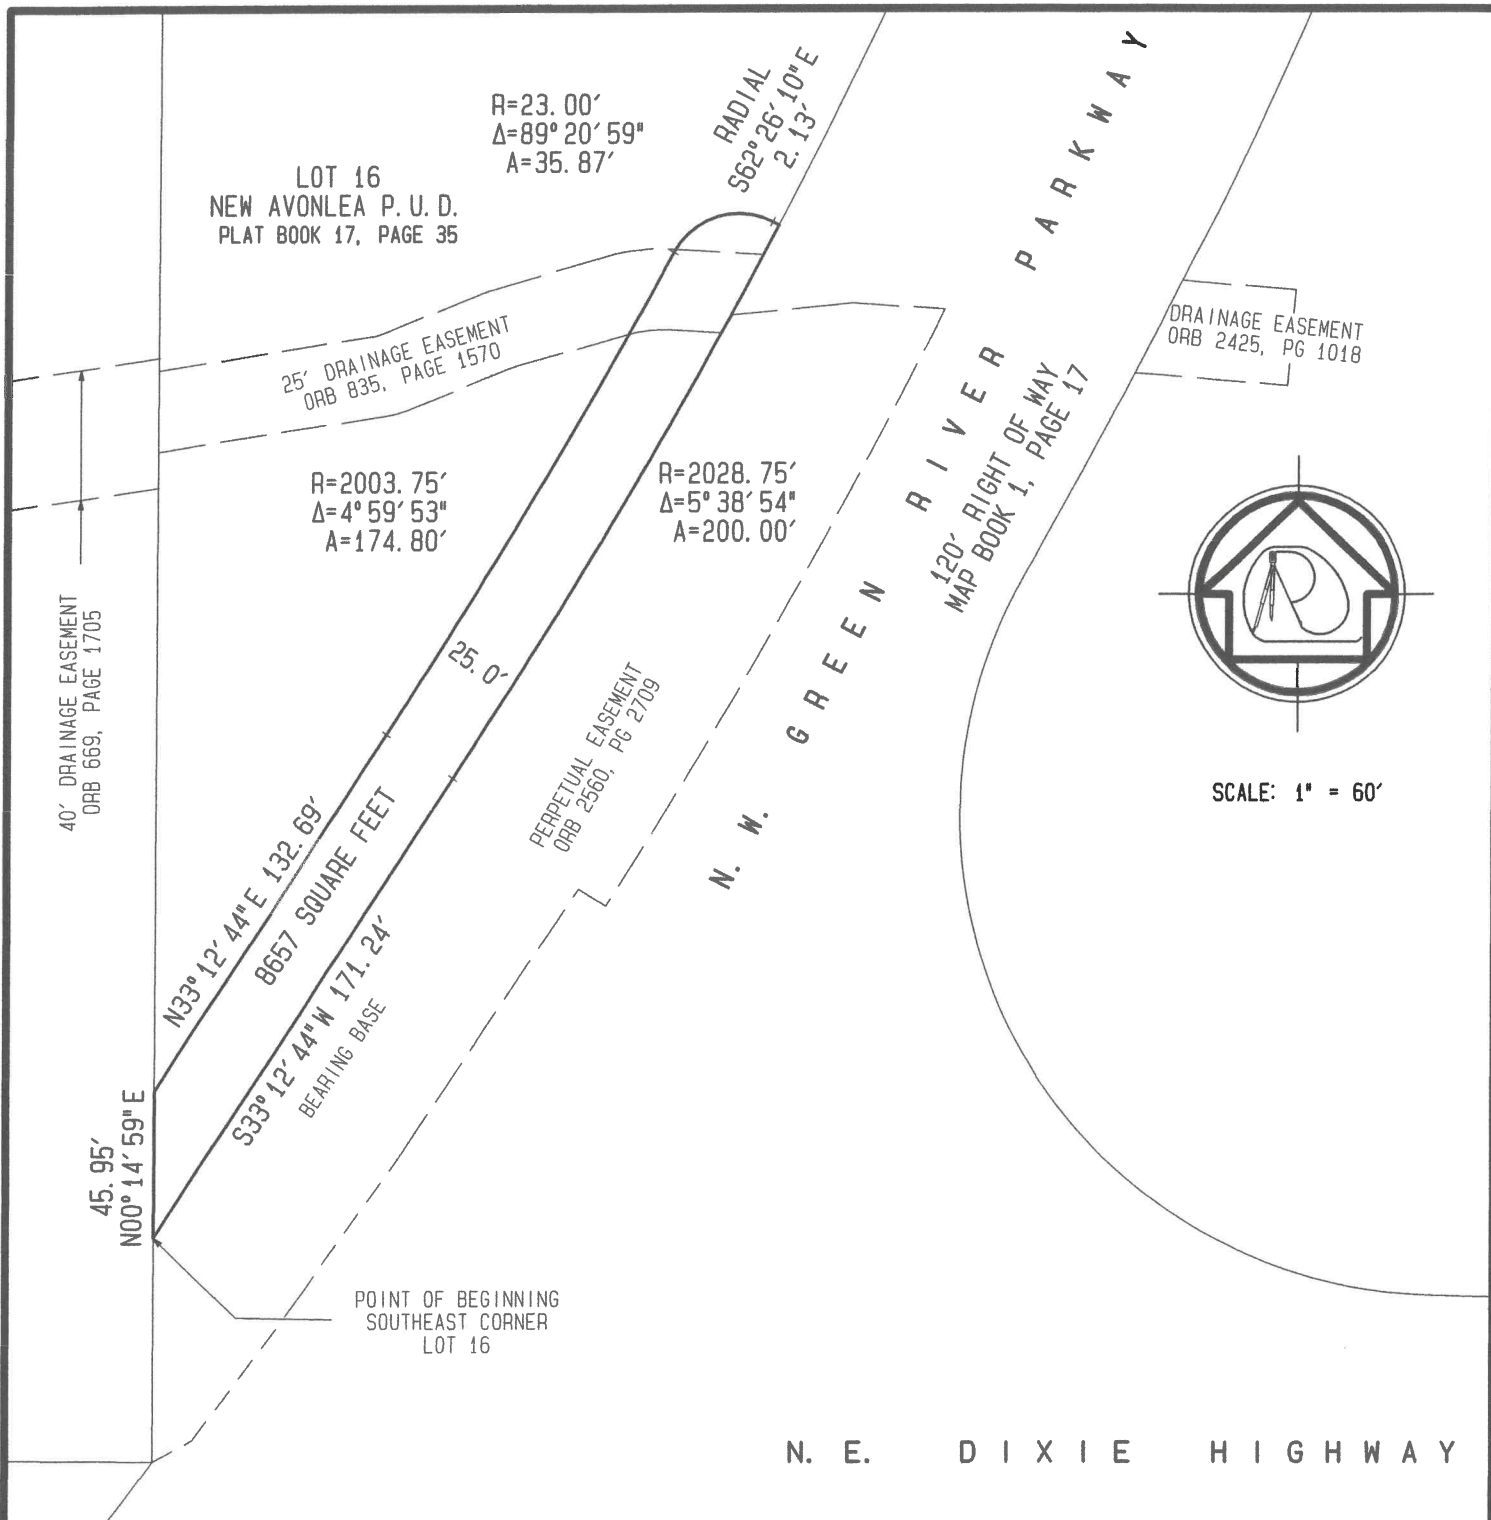 R=23.00′
Δ=89°20′59"
A=35.87′
RADIAL
S62°26′10"E
2.13′
LOT 16
NEW AVONLEA P.U.D.
PLAT BOOK 17, PAGE 35
25′ DRAINAGE EASEMENT
ORB 835, PAGE 1570
DRAINAGE EASEMENT
ORB 2425, PG 1018
N. W. GREEN RIVER PARKWAY
120′ RIGHT OF WAY
MAP BOOK 1, PAGE 17
R=2003.75′
Δ=4°59′53"
A=174.80′
R=2028.75′
Δ=5°38′54"
A=200.00′
40′ DRAINAGE EASEMENT
ORB 669, PAGE 1705
25.0′
PERPETUAL EASEMENT
ORB 2560, PG 2709
SCALE: 1" = 60′
N33°12′44"E 132.69′
8657 SQUARE FEET
S33°12′44"W 171.24′
BEARING BASE
45.95′
N00°14′59"E
POINT OF BEGINNING
SOUTHEAST CORNER
LOT 16
N. E. DIXIE HIGHWAY